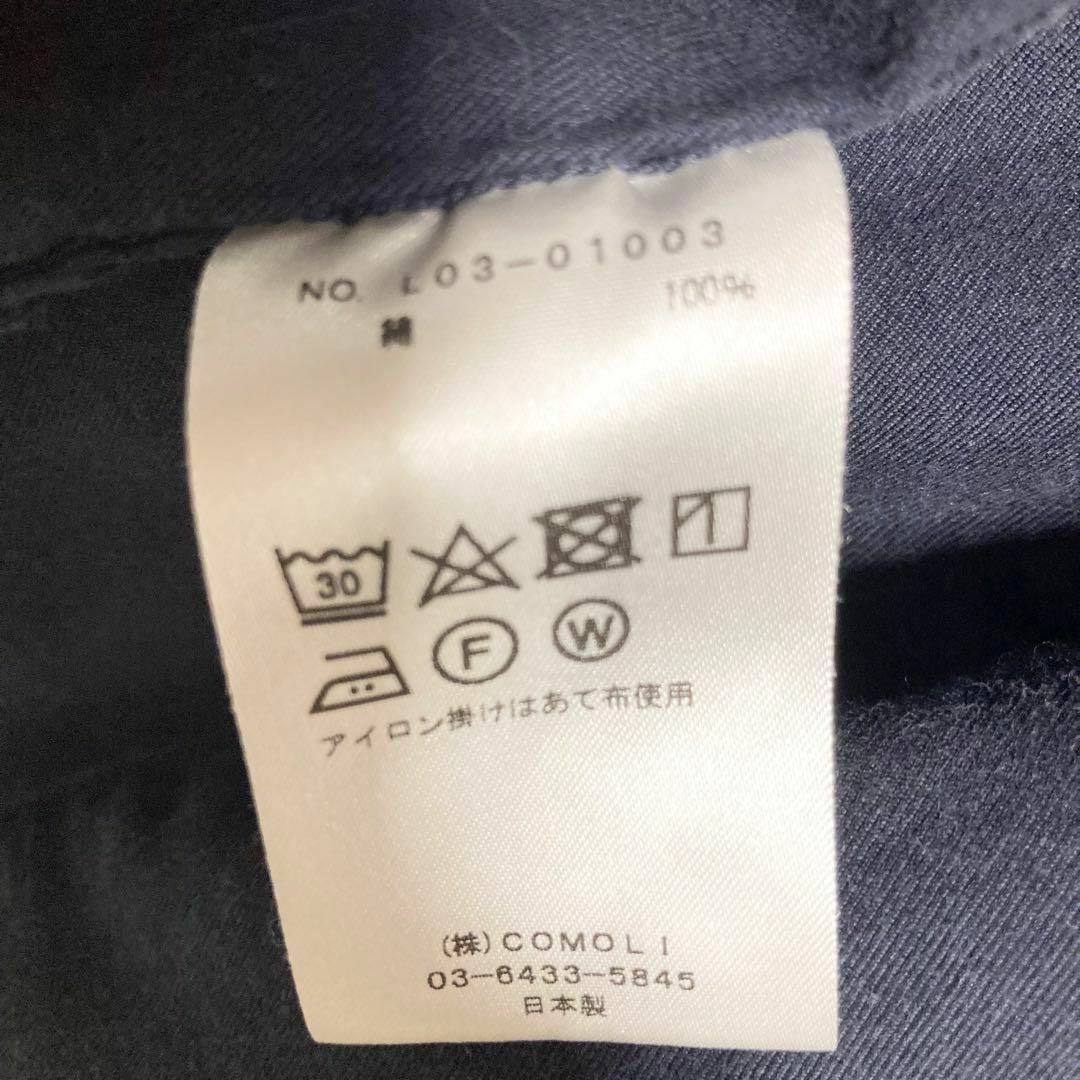 NO. L03-01003
綿 100%
30
F W
アイロン掛けはあて布使用
(株)COMOLI
03-6433-5845
日本製